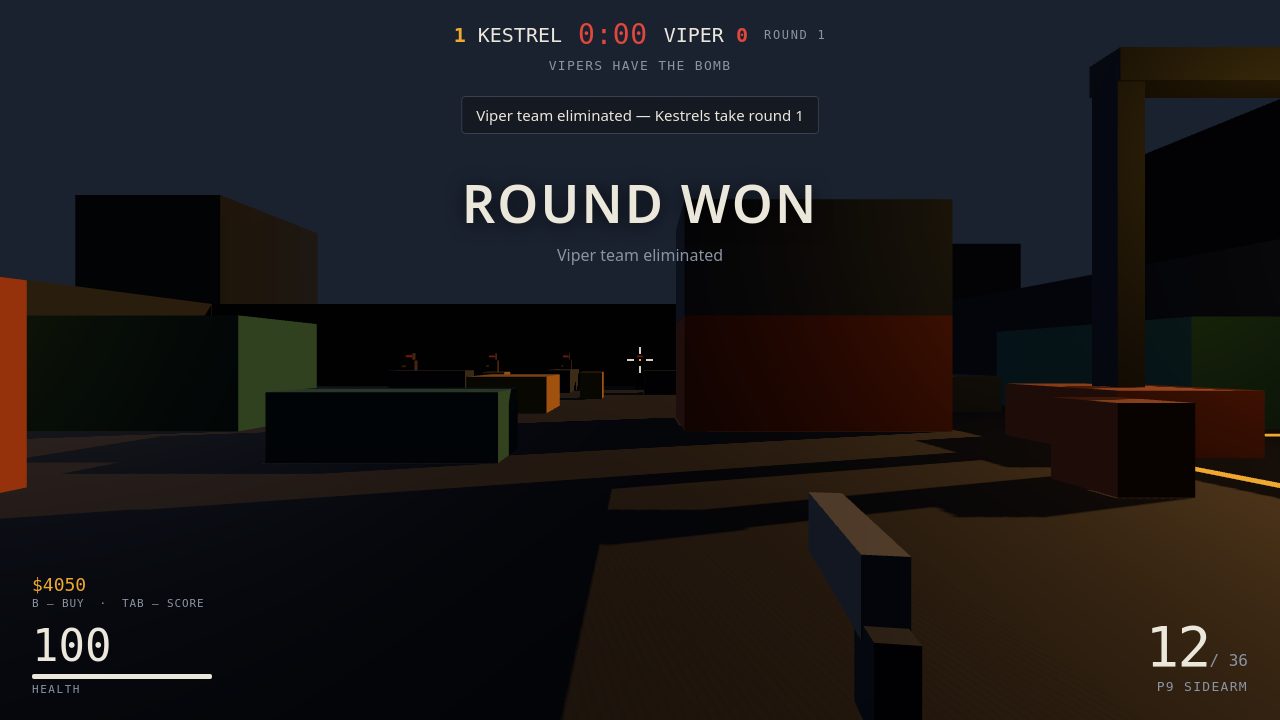 1 KESTREL 0:00 VIPER 0 ROUND 1
VIPERS HAVE THE BOMB
Viper team eliminated — Kestrels take round 1
ROUND WON
Viper team eliminated
$4050
B — BUY · TAB — SCORE
100
HEALTH
12 / 36
P9 SIDEARM